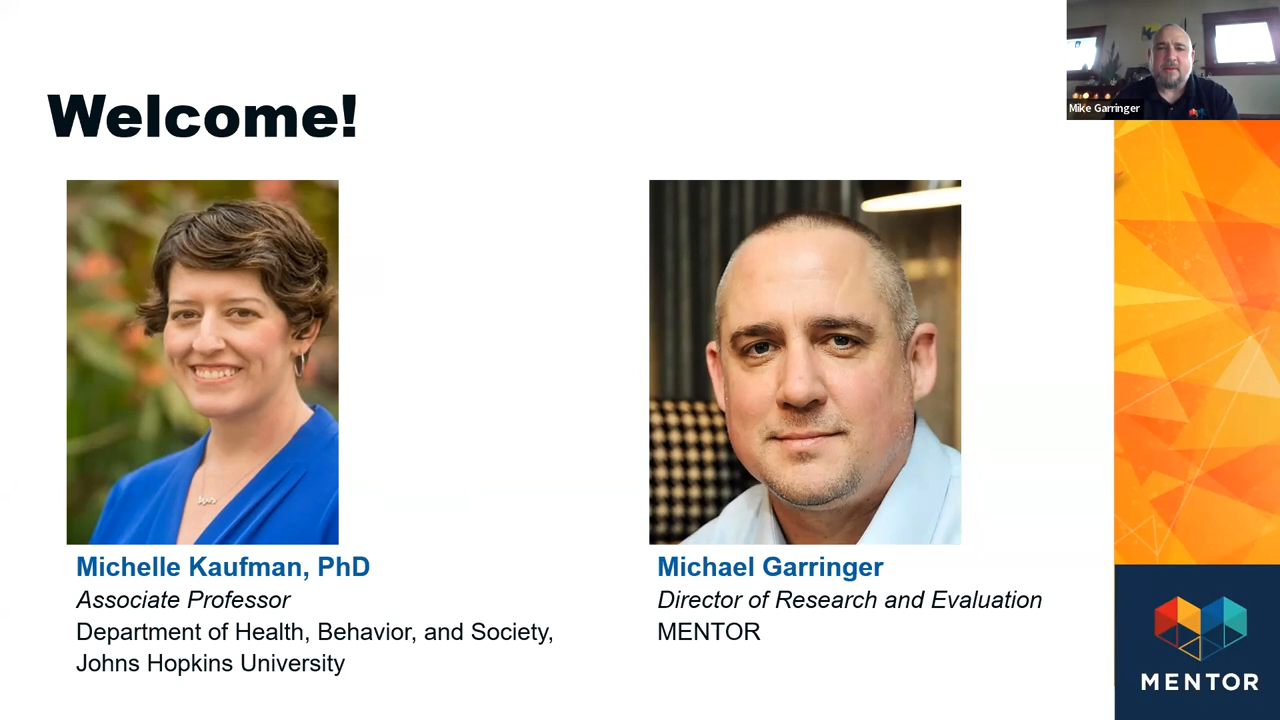 Welcome!
Mike Garringer
Michelle Kaufman, PhD
Associate Professor
Department of Health, Behavior, and Society,
Johns Hopkins University
Michael Garringer
Director of Research and Evaluation
MENTOR
MENTOR